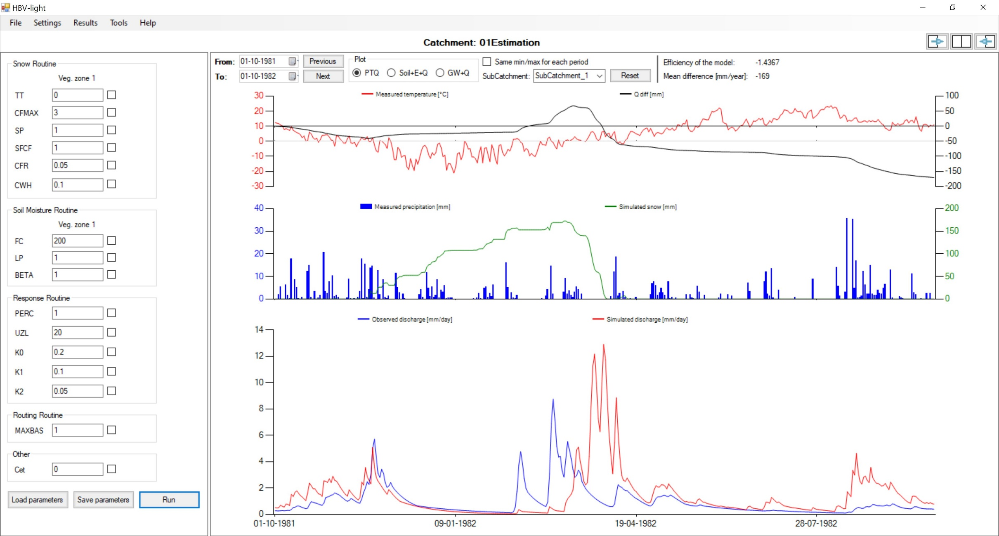 HBV-light
File Settings Results Tools Help
Catchment: 01Estimation
Snow Routine
Veg. zone 1
TT 0
CFMAX 3
SP 1
SFCF 1
CFR 0.05
CWH 0.1
Soil Moisture Routine
Veg. zone 1
FC 200
LP 1
BETA 1
Response Routine
PERC 1
UZL 20
K0 0.2
K1 0.1
K2 0.05
Routing Routine
MAXBAS 1
Other
Cet 0
Load parameters Save parameters Run
From: 01-10-1981 Previous
To: 01-10-1982 Next
Plot
PTQ Soil+E+Q GW+Q
Same min/max for each period
SubCatchment: SubCatchment_1 Reset
Efficiency of the model: -1.4367
Mean difference [mm/year]: -169
Measured temperature [°C] Q diff [mm]
30 100
20 50
10 0
0 -50
-10 -100
-20 -150
-30 -200
Measured precipitation [mm] Simulated snow [mm]
40 200
30 150
20 100
10 50
0 0
Observed discharge [mm/day] Simulated discharge [mm/day]
14
12
10
8
6
4
2
0
01-10-1981 09-01-1982 19-04-1982 28-07-1982